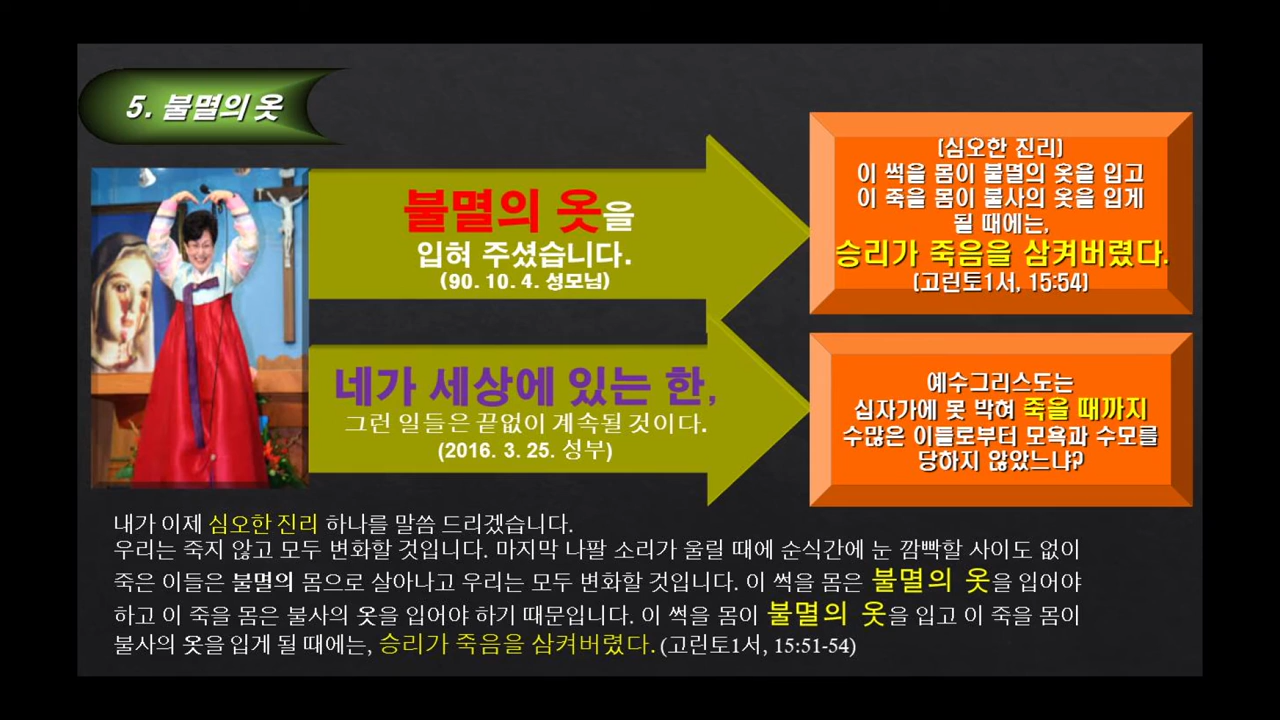 5. 불멸의 옷
불멸의 옷을
입혀 주셨습니다.
(90. 10. 4. 성모님)
네가 세상에 있는 한,
그런 일들은 끝없이 계속될 것이다.
(2016. 3. 25. 성부)
[심오한 진리]
이 썩을 몸이 불멸의 옷을 입고
이 죽을 몸이 불사의 옷을 입게
될 때에는,
승리가 죽음을 삼켜버렸다.
(고린토1서, 15:54)
예수그리스도는
십자가에 못 박혀 죽을 때까지
수많은 이들로부터 모욕과 수모를
당하지 않았느냐?
내가 이제 심오한 진리 하나를 말씀 드리겠습니다.
우리는 죽지 않고 모두 변화할 것입니다. 마지막 나팔 소리가 울릴 때에 순식간에 눈 깜빡할 사이도 없이
죽은 이들은 불멸의 몸으로 살아나고 우리는 모두 변화할 것입니다. 이 썩을 몸은 불멸의 옷을 입어야
하고 이 죽을 몸은 불사의 옷을 입어야 하기 때문입니다. 이 썩을 몸이 불멸의 옷을 입고 이 죽을 몸이
불사의 옷을 입게 될 때에는, 승리가 죽음을 삼켜버렸다. (고린토1서, 15:51-54)